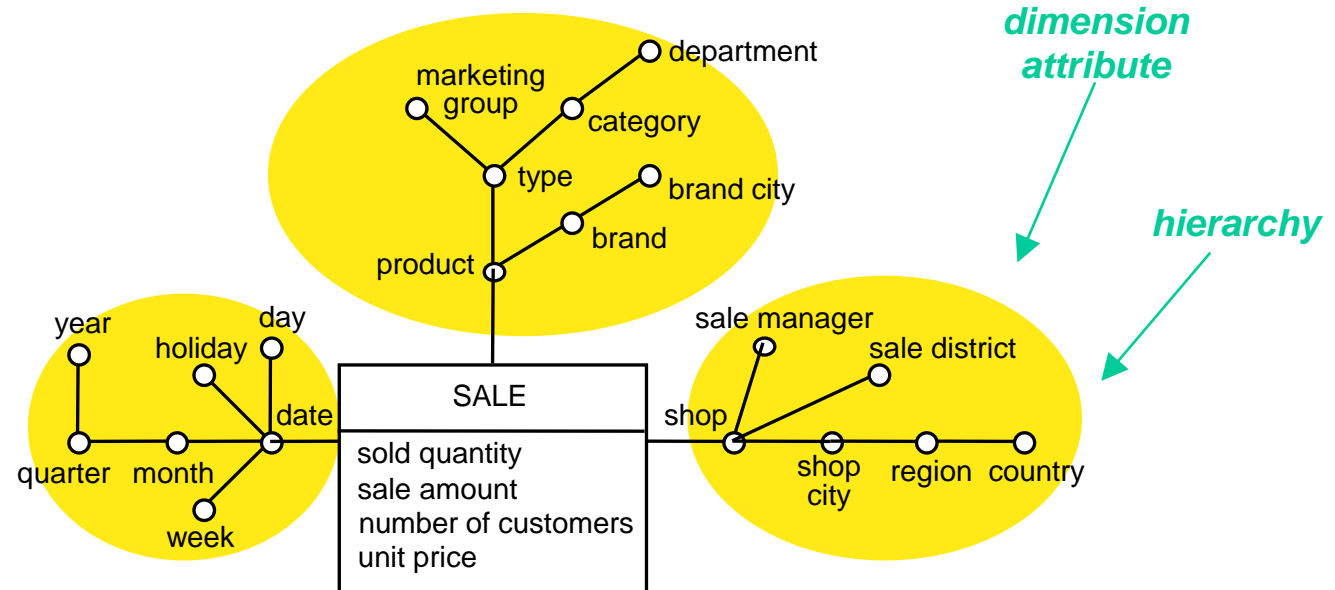 dimension
attribute
department
marketing
group
category
type
brand city
hierarchy
brand
product
year
day
holiday
sale manager
sale district
date
SALE
shop
sold quantity
quarter
month
shop
city
region
country
sale amount
number of customers
week
unit price